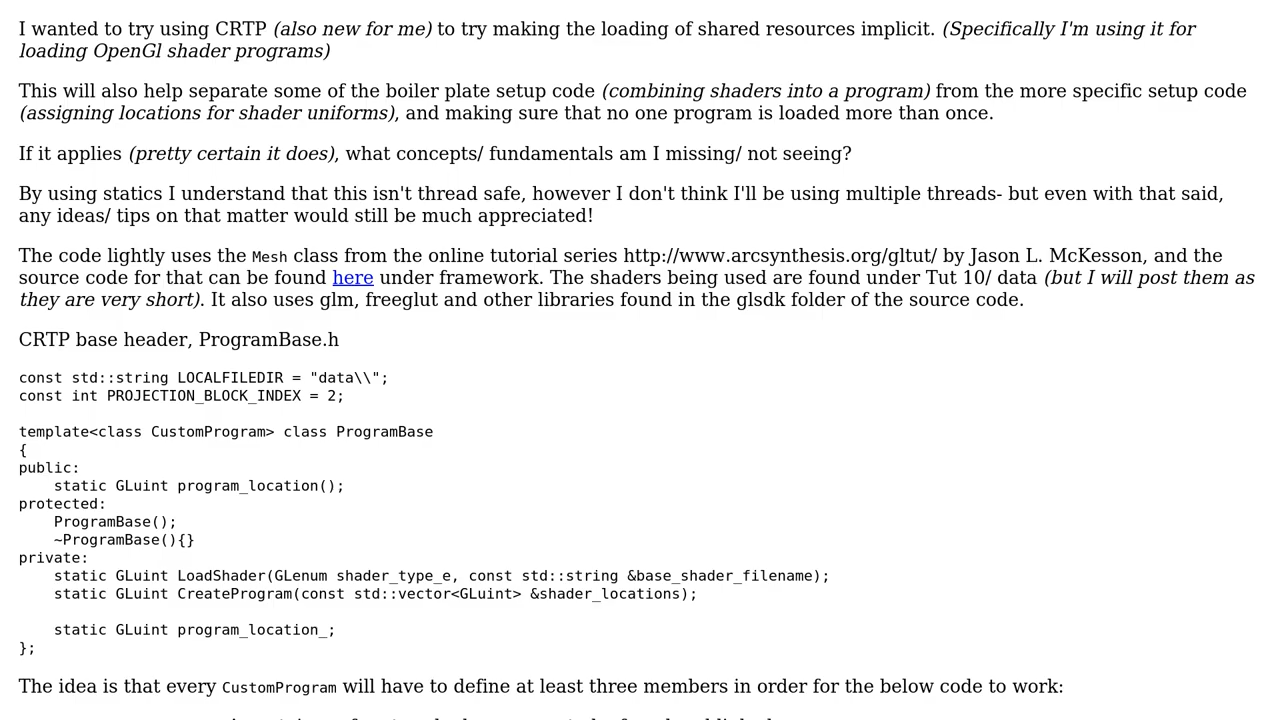 I wanted to try using CRTP (also new for me) to try making the loading of shared resources implicit. (Specifically I'm using it for
loading OpenGl shader programs)
This will also help separate some of the boiler plate setup code (combining shaders into a program) from the more specific setup code
(assigning locations for shader uniforms), and making sure that no one program is loaded more than once.
If it applies (pretty certain it does), what concepts/ fundamentals am I missing/ not seeing?
By using statics I understand that this isn't thread safe, however I don't think I'll be using multiple threads- but even with that said,
any ideas/ tips on that matter would still be much appreciated!
The code lightly uses the Mesh class from the online tutorial series http://www.arcsynthesis.org/gltut/ by Jason L. McKesson, and the
source code for that can be found here under framework. The shaders being used are found under Tut 10/ data (but I will post them as
they are very short). It also uses glm, freeglut and other libraries found in the glsdk folder of the source code.
CRTP base header, ProgramBase.h
const std::string LOCALFILEDIR = "data\\";
const int PROJECTION_BLOCK_INDEX = 2;
template<class CustomProgram> class ProgramBase
{
public:
    static GLuint program_location();
protected:
    ProgramBase();
    ~ProgramBase(){}
private:
    static GLuint LoadShader(GLenum shader_type_e, const std::string &base_shader_filename);
    static GLuint CreateProgram(const std::vector<GLuint> &shader_locations);
    static GLuint program_location_;
};
The idea is that every CustomProgram will have to define at least three members in order for the below code to work: